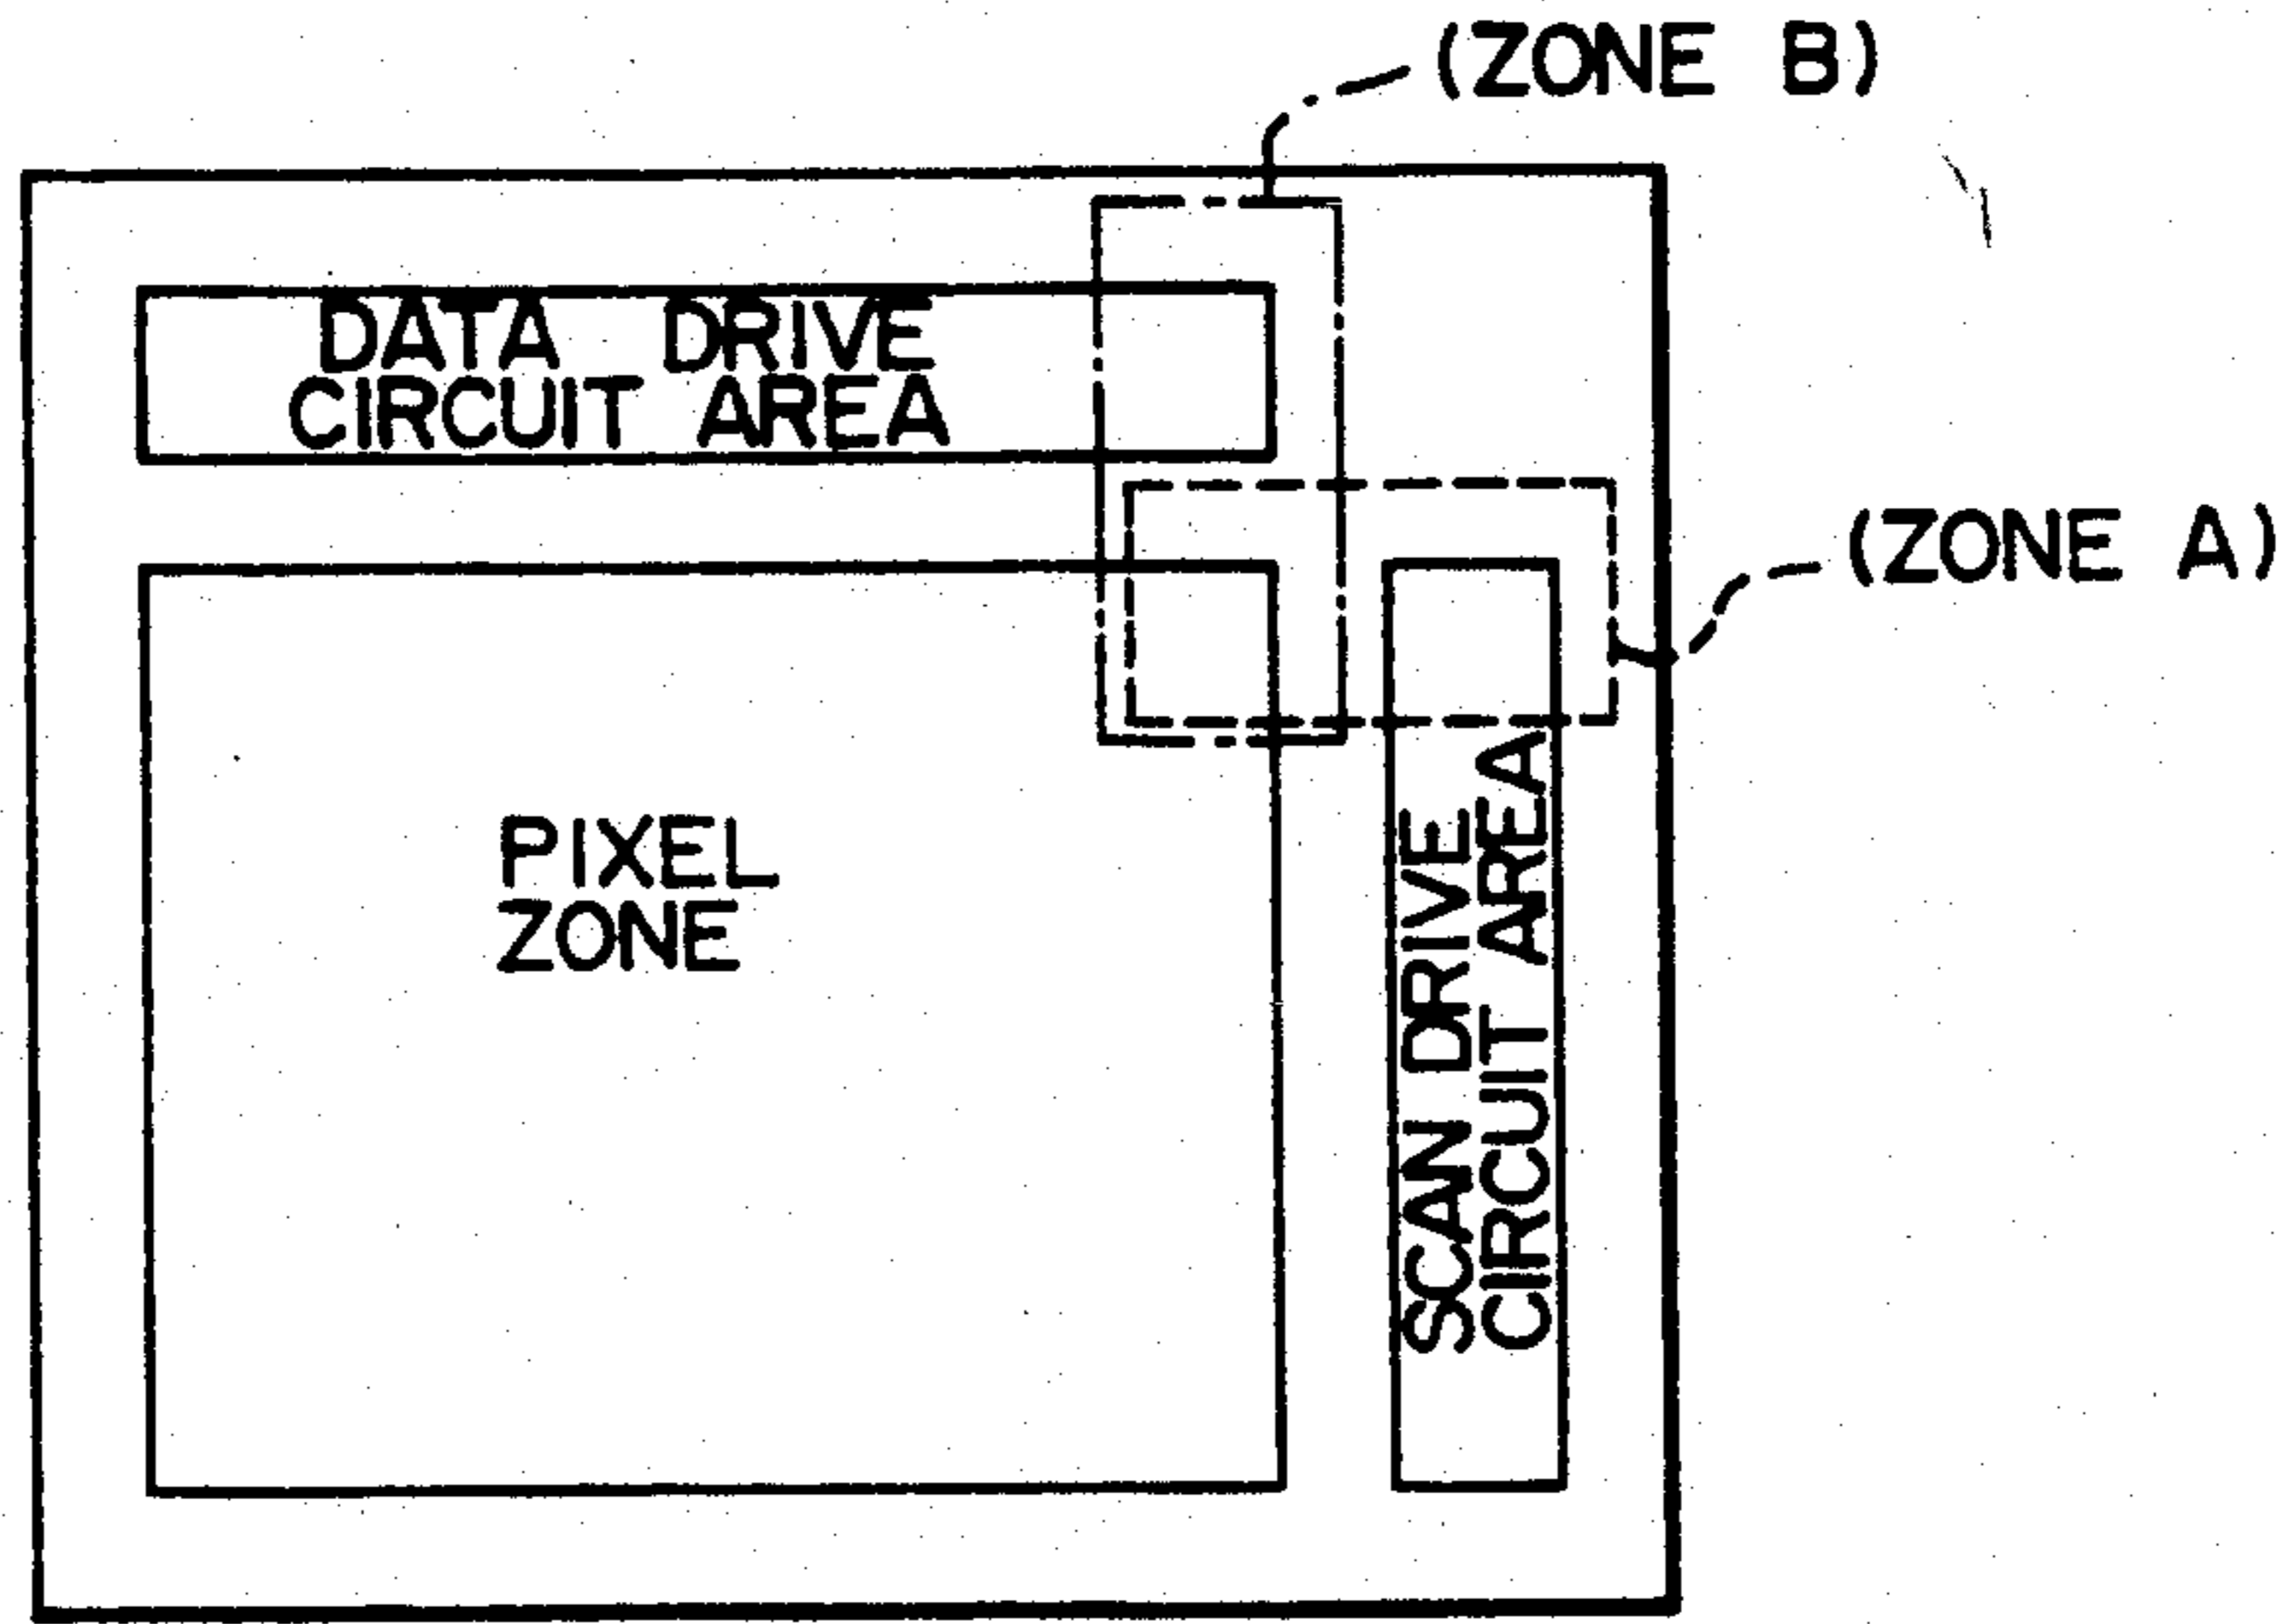 (ZONE B)
DATA DRIVE
CIRCUIT AREA
(ZONE A)
PIXEL
ZONE
SCAN DRIVE
CIRCUIT AREA